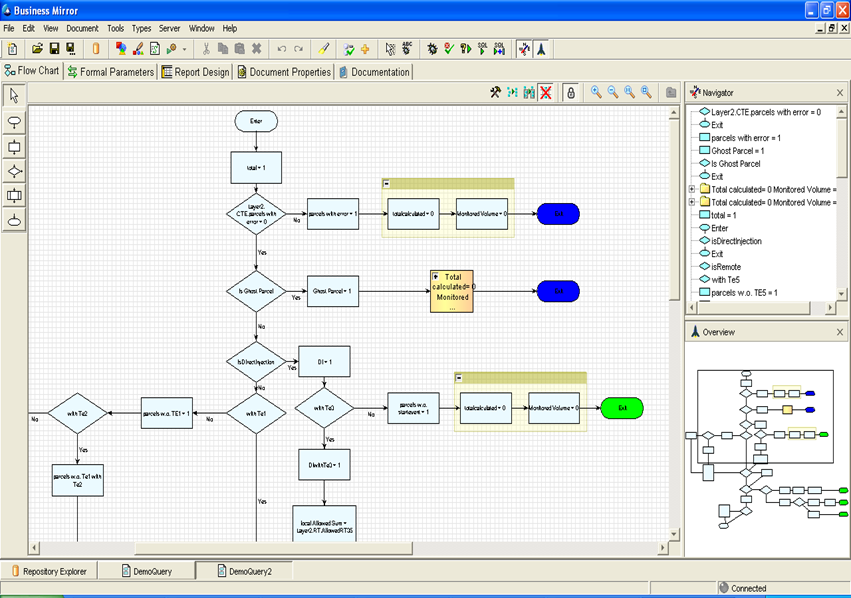 Business Mirror
File Edit View Document Tools Types Server Window Help
Flow Chart
Formal Parameters
Report Design
Document Properties
Documentation
Enter
total = 1
Layer2.
CTE.parcels with
error = 0
No
parcels with error = 1
totalcalculated = 0
Monitored Volume = 0
Exit
Yes
Is Ghost Parcel
Yes
Ghost Parcel = 1
Total
calculated= 0
Monitored
...
Exit
No
isDirectInjection
Yes
DI = 1
No
with Te2
No
parcels w.o. TE1 = 1
No
with Te1
with Te3
No
parcels w.o.
startevent = 1
totalcalculated = 0
Monitored Volume = 0
Exit
Yes
Yes
parcels w.o. Te1 with
Te2
DI with Te3 = 1
Yes
local.Allowed Sum =
Layer2.RT.AllowedRT05
Navigator
Layer2.CTE.parcels with error = 0
Exit
parcels with error = 1
Ghost Parcel = 1
Is Ghost Parcel
Exit
Total calculated= 0 Monitored Volume =
Total calculated= 0 Monitored Volume =
total = 1
Enter
isDirectInjection
Exit
isRemote
with Te5
parcels w.o. TE5 = 1
Overview
Repository Explorer
DemoQuery
DemoQuery2
Connected